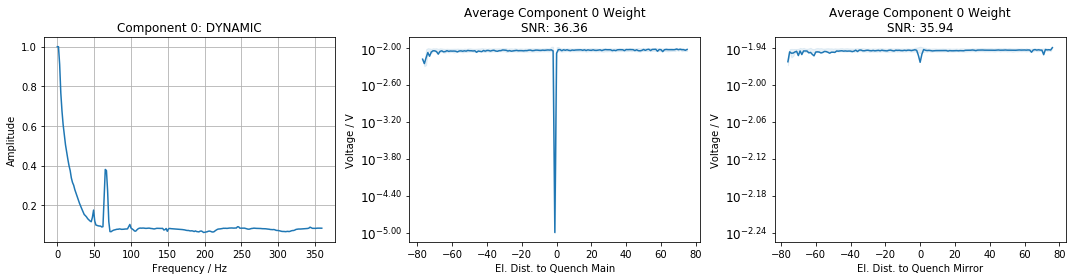 Component 0: DYNAMIC
1.0
0.8
0.6
0.4
0.2
Amplitude
0 50 100 150 200 250 300 350
Frequency / Hz
Average Component 0 Weight
SNR: 36.36
10^−2.00
10^−2.60
10^−3.20
10^−3.80
10^−4.40
10^−5.00
Voltage / V
−80 −60 −40 −20 0 20 40 60 80
El. Dist. to Quench Main
Average Component 0 Weight
SNR: 35.94
10^−1.94
10^−2.00
10^−2.06
10^−2.12
10^−2.18
10^−2.24
Voltage / V
−80 −60 −40 −20 0 20 40 60 80
El. Dist. to Quench Mirror